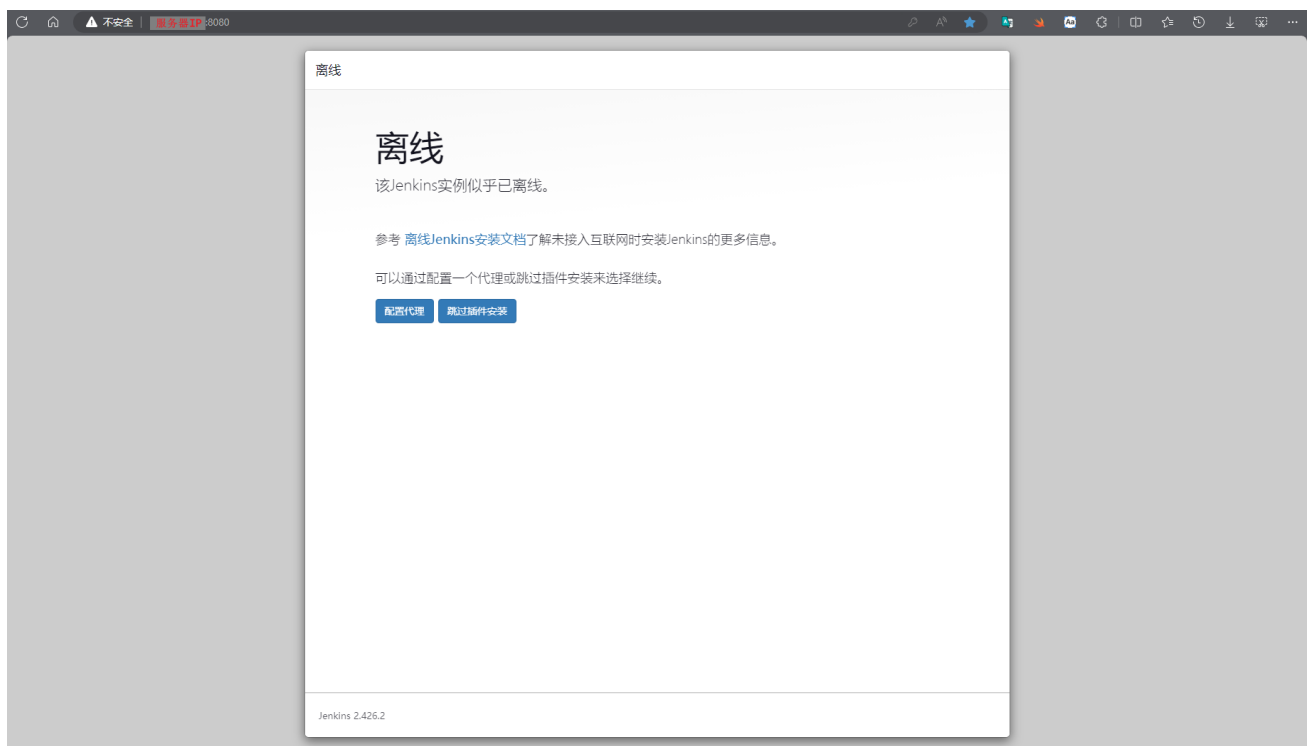 不安全 服务器IP:8080
离线
离线
该Jenkins实例似乎已离线。
参考 离线Jenkins安装文档了解未接入互联网时安装Jenkins的更多信息。
可以通过配置一个代理或跳过插件安装来选择继续。
配置代理 跳过插件安装
Jenkins 2.426.2